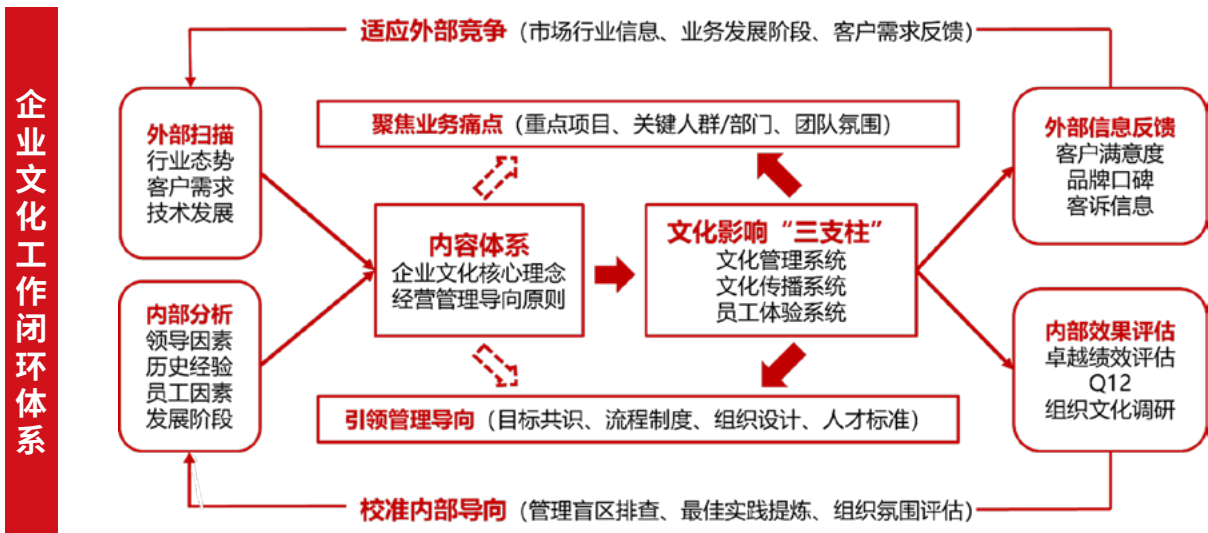 企业文化工作闭环体系
适应外部竞争（市场行业信息、业务发展阶段、客户需求反馈）
外部扫描
行业态势
客户需求
技术发展
聚焦业务痛点（重点项目、关键人群/部门、团队氛围）
外部信息反馈
客户满意度
品牌口碑
客诉信息
内容体系
企业文化核心理念
经营管理导向原则
文化影响“三支柱”
文化管理系统
文化传播系统
员工体验系统
内部分析
领导因素
历史经验
员工因素
发展阶段
内部效果评估
卓越绩效评估
Q12
组织文化调研
引领管理导向（目标共识、流程制度、组织设计、人才标准）
校准内部导向（管理盲区排查、最佳实践提炼、组织氛围评估）